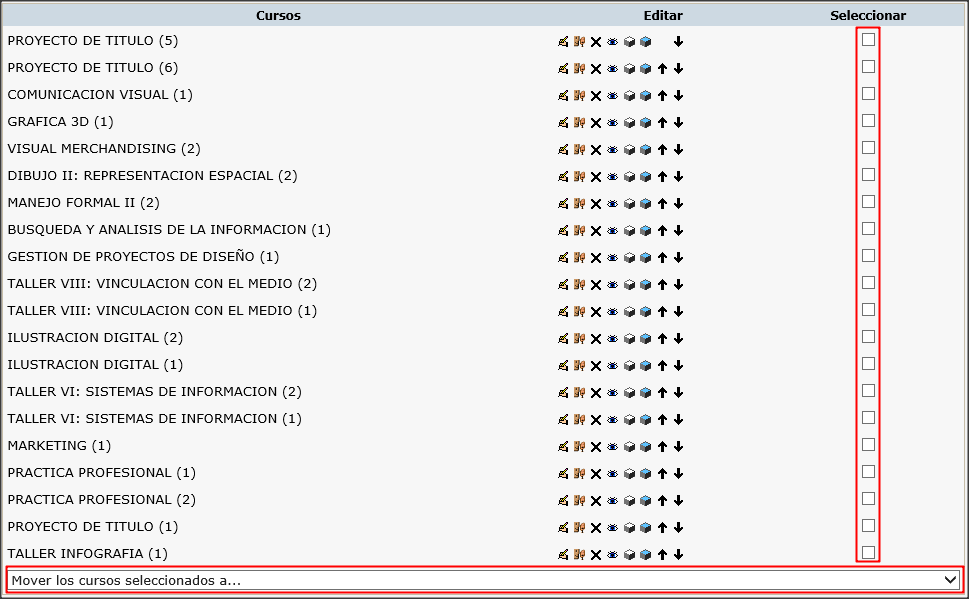 Cursos Editar Seleccionar
PROYECTO DE TITULO (5)
PROYECTO DE TITULO (6)
COMUNICACION VISUAL (1)
GRAFICA 3D (1)
VISUAL MERCHANDISING (2)
DIBUJO II: REPRESENTACION ESPACIAL (2)
MANEJO FORMAL II (2)
BUSQUEDA Y ANALISIS DE LA INFORMACION (1)
GESTION DE PROYECTOS DE DISEÑO (1)
TALLER VIII: VINCULACION CON EL MEDIO (2)
TALLER VIII: VINCULACION CON EL MEDIO (1)
ILUSTRACION DIGITAL (2)
ILUSTRACION DIGITAL (1)
TALLER VI: SISTEMAS DE INFORMACION (2)
TALLER VI: SISTEMAS DE INFORMACION (1)
MARKETING (1)
PRACTICA PROFESIONAL (1)
PRACTICA PROFESIONAL (2)
PROYECTO DE TITULO (1)
TALLER INFOGRAFIA (1)
Mover los cursos seleccionados a...